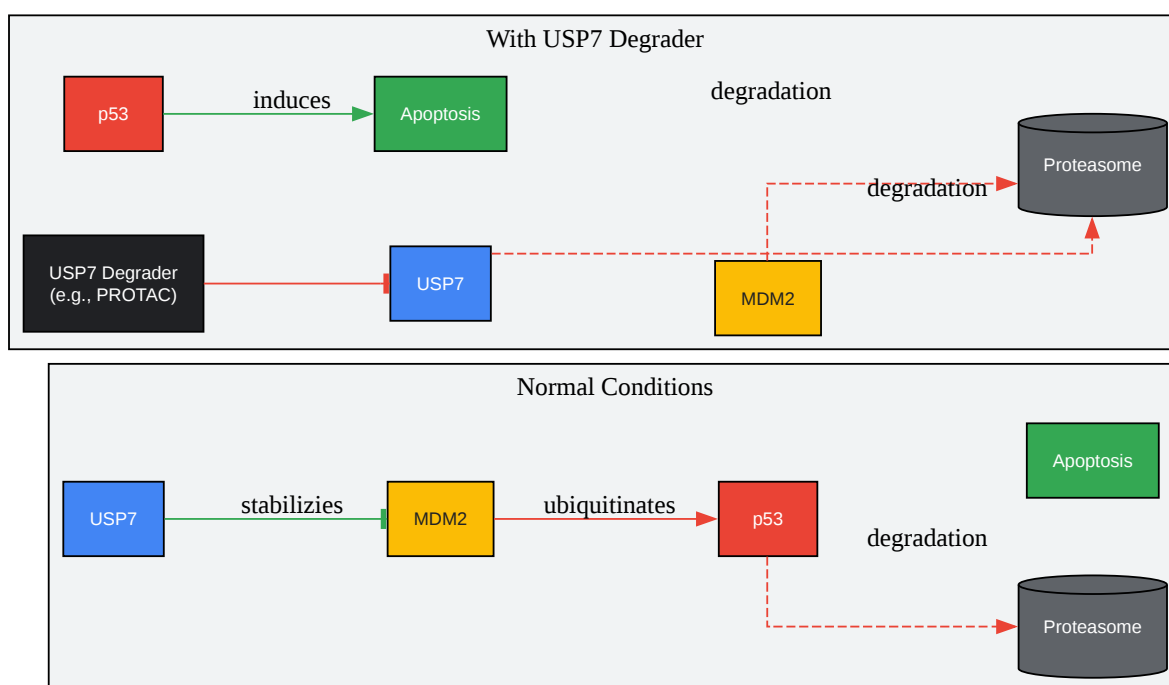 With USP7 Degrader
degradation
p53
induces
Apoptosis
Proteasome
degradation
USP7 Degrader
(e.g., PROTAC)
USP7
MDM2
Normal Conditions
Apoptosis
USP7
stabilizies
MDM2
ubiquitinates
p53
degradation
Proteasome